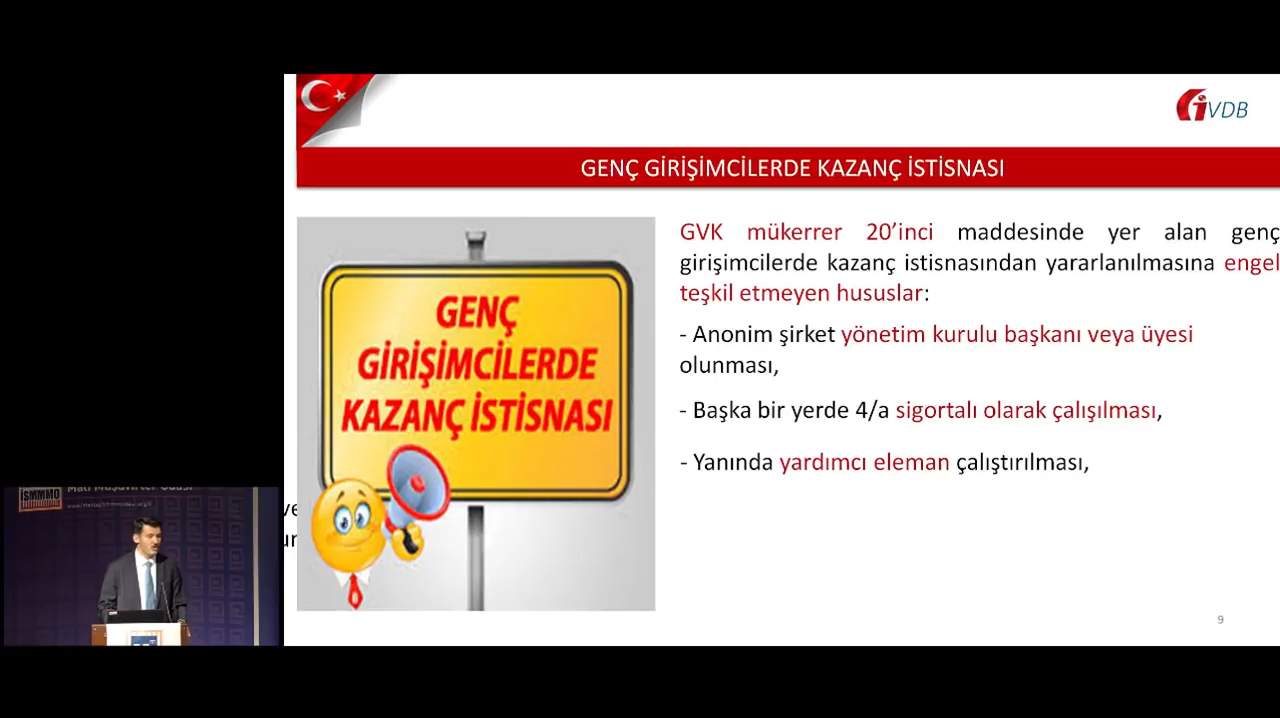 İVDB
GENÇ GİRİŞİMCİLERDE KAZANÇ İSTİSNASI
GENÇ
GİRİŞİMCİLERDE
KAZANÇ İSTİSNASI
GVK mükerrer 20’inci maddesinde yer alan genç
girişimcilerde kazanç istisnasından yararlanılmasına engel
teşkil etmeyen hususlar:
- Anonim şirket yönetim kurulu başkanı veya üyesi
olunması,
- Başka bir yerde 4/a sigortalı olarak çalışılması,
- Yanında yardımcı eleman çalıştırılması,
ve
9
İSMMMO
Mali Müşavirler Odası